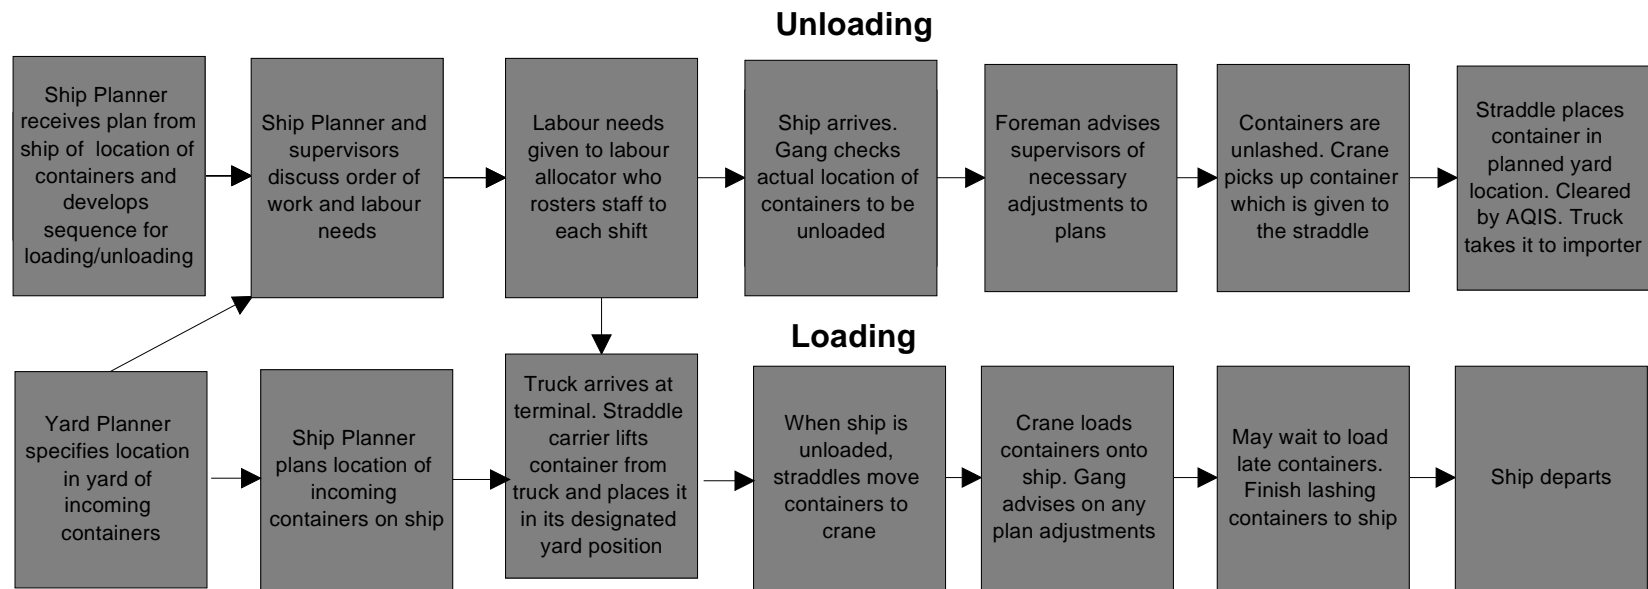 Unloading
Ship Planner
receives plan from
ship of location of
containers and
develops
sequence for
loading/unloading
Ship Planner and
supervisors
discuss order of
work and labour
needs
Labour needs
given to labour
allocator who
rosters staff to
each shift
Ship arrives.
Gang checks
actual location of
containers to be
unloaded
Foreman advises
supervisors of
necessary
adjustments to
plans
Containers are
unlashed. Crane
picks up container
which is given to
the straddle
Straddle places
container in
planned yard
location. Cleared
by AQIS. Truck
takes it to importer
Loading
Yard Planner
specifies location
in yard of
incoming
containers
Ship Planner
plans location of
incoming
containers on ship
Truck arrives at
terminal. Straddle
carrier lifts
container from
truck and places it
in its designated
yard position
When ship is
unloaded,
straddles move
containers to
crane
Crane loads
containers onto
ship. Gang
advises on any
plan adjustments
May wait to load
late containers.
Finish lashing
containers to ship
Ship departs